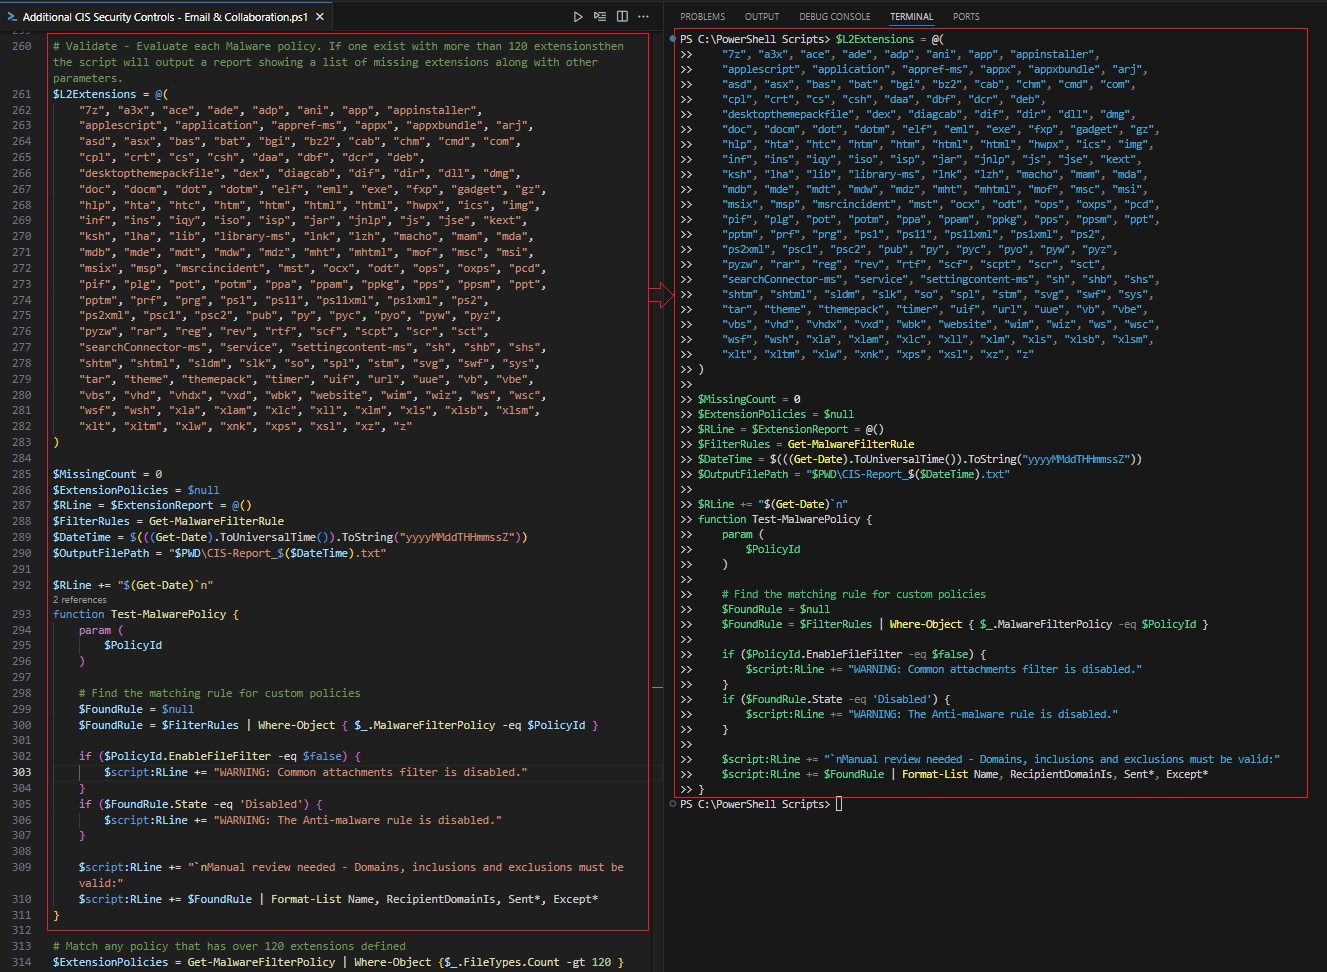 Additional CIS Security Controls - Email & Collaboration.ps1 ×
260 # Validate - Evaluate each Malware policy. If one exist with more than 120 extensionsthen
the script will output a report showing a list of missing extensions along with other
parameters.
261 $L2Extensions = @(
262 "7z", "a3x", "ace", "ade", "adp", "ani", "app", "appinstaller",
263 "applescript", "application", "appref-ms", "appx", "appxbundle", "arj",
264 "asd", "asx", "bas", "bat", "bgi", "bz2", "cab", "chm", "cmd", "com",
265 "cpl", "crt", "cs", "csh", "daa", "dbf", "dcr", "deb",
266 "desktopthemepackfile", "dex", "diagcab", "dif", "dir", "dll", "dmg",
267 "doc", "docm", "dot", "dotm", "elf", "eml", "exe", "fxp", "gadget", "gz",
268 "hlp", "hta", "htc", "htm", "htm", "html", "html", "hwpx", "ics", "img",
269 "inf", "ins", "iqy", "iso", "isp", "jar", "jnlp", "js", "jse", "kext",
270 "ksh", "lha", "lib", "library-ms", "lnk", "lzh", "macho", "mam", "mda",
271 "mdb", "mde", "mdt", "mdw", "mdz", "mht", "mhtml", "mof", "msc", "msi",
272 "msix", "msp", "msrcincident", "mst", "ocx", "odt", "ops", "oxps", "pcd",
273 "pif", "plg", "pot", "potm", "ppa", "ppam", "ppkg", "pps", "ppsm", "ppt",
274 "pptm", "prf", "prg", "ps1", "ps11", "ps11xml", "ps1xml", "ps2",
275 "ps2xml", "psc1", "psc2", "pub", "py", "pyc", "pyo", "pyw", "pyz",
276 "pyzw", "rar", "reg", "rev", "rtf", "scf", "scpt", "scr", "sct",
277 "searchConnector-ms", "service", "settingcontent-ms", "sh", "shb", "shs",
278 "shtm", "shtml", "sldm", "slk", "so", "spl", "stm", "svg", "swf", "sys",
279 "tar", "theme", "themepack", "timer", "uif", "url", "uue", "vb", "vbe",
280 "vbs", "vhd", "vhdx", "vxd", "wbk", "website", "wim", "wiz", "ws", "wsc",
281 "wsf", "wsh", "xla", "xlam", "xlc", "xll", "xlm", "xls", "xlsb", "xlsm",
282 "xlt", "xltm", "xlw", "xnk", "xps", "xsl", "xz", "z"
283 )
284
285 $MissingCount = 0
286 $ExtensionPolicies = $null
287 $RLine = $ExtensionReport = @()
288 $FilterRules = Get-MalwareFilterRule
289 $DateTime = $(((Get-Date).ToUniversalTime()).ToString("yyyyMMddTHHmmssZ"))
290 $OutputFilePath = "$PWD\CIS-Report_$($DateTime).txt"
291
292 $RLine += "$(Get-Date)`n"
2 references
293 function Test-MalwarePolicy {
294 param (
295 $PolicyId
296 )
297
298 # Find the matching rule for custom policies
299 $FoundRule = $null
300 $FoundRule = $FilterRules | Where-Object { $_.MalwareFilterPolicy -eq $PolicyId }
301
302 if ($PolicyId.EnableFileFilter -eq $false) {
303 $script:RLine += "WARNING: Common attachments filter is disabled."
304 }
305 if ($FoundRule.State -eq 'Disabled') {
306 $script:RLine += "WARNING: The Anti-malware rule is disabled."
307 }
308
309 $script:RLine += "`nManual review needed - Domains, inclusions and exclusions must be
valid:"
310 $script:RLine += $FoundRule | Format-List Name, RecipientDomainIs, Sent*, Except*
311 }
312
313 # Match any policy that has over 120 extensions defined
314 $ExtensionPolicies = Get-MalwareFilterPolicy | Where-Object {$_.FileTypes.Count -gt 120 }
PROBLEMS OUTPUT DEBUG CONSOLE TERMINAL PORTS
PS C:\PowerShell Scripts> $L2Extensions = @(
>> "7z", "a3x", "ace", "ade", "adp", "ani", "app", "appinstaller",
>> "applescript", "application", "appref-ms", "appx", "appxbundle", "arj",
>> "asd", "asx", "bas", "bat", "bgi", "bz2", "cab", "chm", "cmd", "com",
>> "cpl", "crt", "cs", "csh", "daa", "dbf", "dcr", "deb",
>> "desktopthemepackfile", "dex", "diagcab", "dif", "dir", "dll", "dmg",
>> "doc", "docm", "dot", "dotm", "elf", "eml", "exe", "fxp", "gadget", "gz",
>> "hlp", "hta", "htc", "htm", "htm", "html", "html", "hwpx", "ics", "img",
>> "inf", "ins", "iqy", "iso", "isp", "jar", "jnlp", "js", "jse", "kext",
>> "ksh", "lha", "lib", "library-ms", "lnk", "lzh", "macho", "mam", "mda",
>> "mdb", "mde", "mdt", "mdw", "mdz", "mht", "mhtml", "mof", "msc", "msi",
>> "msix", "msp", "msrcincident", "mst", "ocx", "odt", "ops", "oxps", "pcd",
>> "pif", "plg", "pot", "potm", "ppa", "ppam", "ppkg", "pps", "ppsm", "ppt",
>> "pptm", "prf", "prg", "ps1", "ps11", "ps11xml", "ps1xml", "ps2",
>> "ps2xml", "psc1", "psc2", "pub", "py", "pyc", "pyo", "pyw", "pyz",
>> "pyzw", "rar", "reg", "rev", "rtf", "scf", "scpt", "scr", "sct",
>> "searchConnector-ms", "service", "settingcontent-ms", "sh", "shb", "shs",
>> "shtm", "shtml", "sldm", "slk", "so", "spl", "stm", "svg", "swf", "sys",
>> "tar", "theme", "themepack", "timer", "uif", "url", "uue", "vb", "vbe",
>> "vbs", "vhd", "vhdx", "vxd", "wbk", "website", "wim", "wiz", "ws", "wsc",
>> "wsf", "wsh", "xla", "xlam", "xlc", "xll", "xlm", "xls", "xlsb", "xlsm",
>> "xlt", "xltm", "xlw", "xnk", "xps", "xsl", "xz", "z"
>> )
>>
>> $MissingCount = 0
>> $ExtensionPolicies = $null
>> $RLine = $ExtensionReport = @()
>> $FilterRules = Get-MalwareFilterRule
>> $DateTime = $(((Get-Date).ToUniversalTime()).ToString("yyyyMMddTHHmmssZ"))
>> $OutputFilePath = "$PWD\CIS-Report_$($DateTime).txt"
>>
>> $RLine += "$(Get-Date)`n"
>> function Test-MalwarePolicy {
>> param (
>> $PolicyId
>> )
>>
>> # Find the matching rule for custom policies
>> $FoundRule = $null
>> $FoundRule = $FilterRules | Where-Object { $_.MalwareFilterPolicy -eq $PolicyId }
>>
>> if ($PolicyId.EnableFileFilter -eq $false) {
>> $script:RLine += "WARNING: Common attachments filter is disabled."
>> }
>> if ($FoundRule.State -eq 'Disabled') {
>> $script:RLine += "WARNING: The Anti-malware rule is disabled."
>> }
>>
>> $script:RLine += "`nManual review needed - Domains, inclusions and exclusions must be valid:"
>> $script:RLine += $FoundRule | Format-List Name, RecipientDomainIs, Sent*, Except*
>> }
PS C:\PowerShell Scripts>